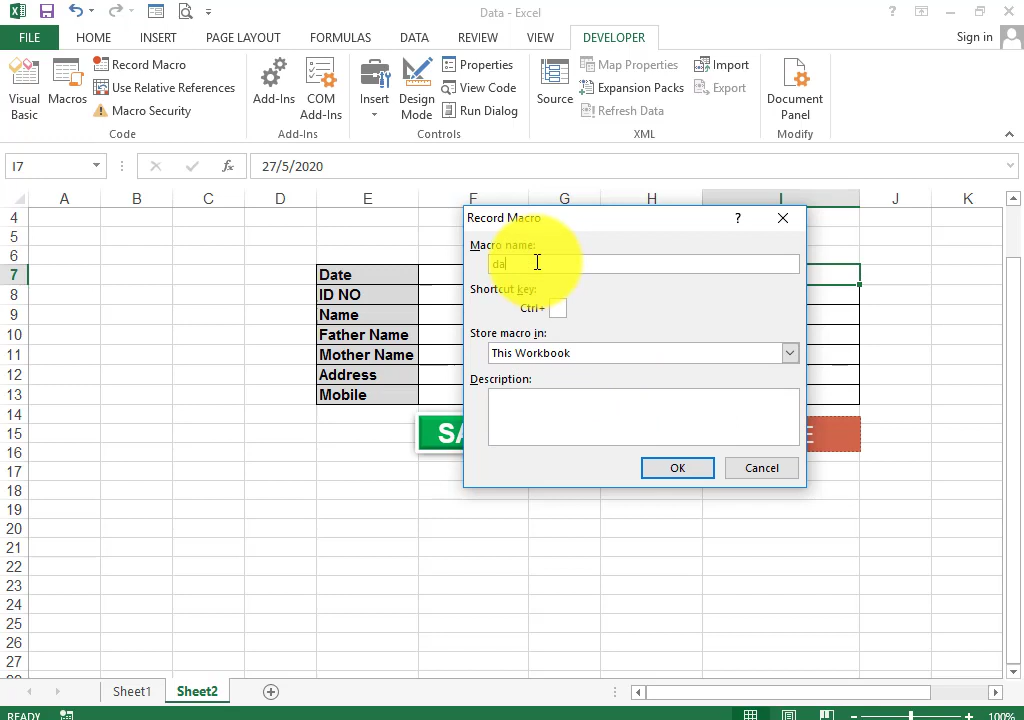 Data - Excel
FILE HOME INSERT PAGE LAYOUT FORMULAS DATA REVIEW VIEW DEVELOPER Sign in
Visual Basic
Macros
Record Macro
Use Relative References
Macro Security
Code
Add-Ins
COM Add-Ins
Add-Ins
Insert
Design Mode
Properties
View Code
Run Dialog
Controls
Source
Map Properties
Expansion Packs
Refresh Data
Import
Export
XML
Document Panel
Modify
I7 fx 27/5/2020
A B C D E F G H I J K
4
5
6
7 Date
8 ID NO
9 Name
10 Father Name
11 Mother Name
12 Address
13 Mobile
14
15
16
17
18
19
20
21
22
23
24
25
26
27
Record Macro ?
Macro name:
da
Shortcut key:
Ctrl+
Store macro in:
This Workbook
Description:
OK Cancel
Sheet1 Sheet2
READY 100%